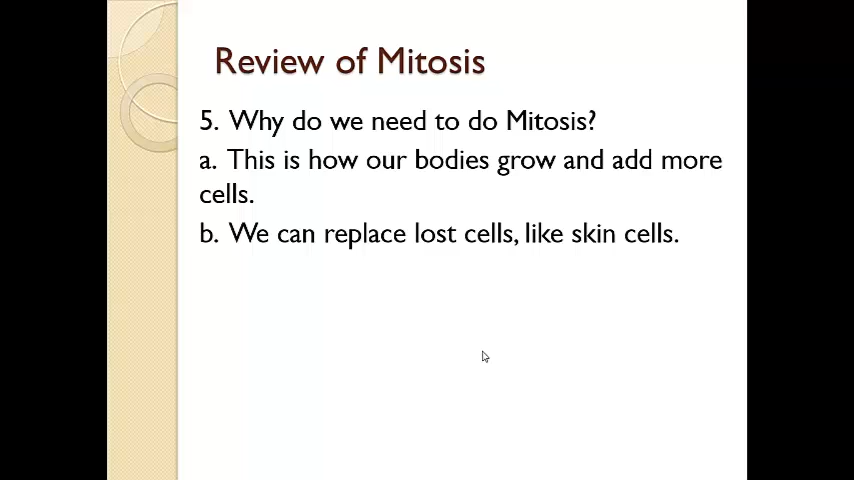 Review of Mitosis
5. Why do we need to do Mitosis?
a. This is how our bodies grow and add more
cells.
b. We can replace lost cells, like skin cells.